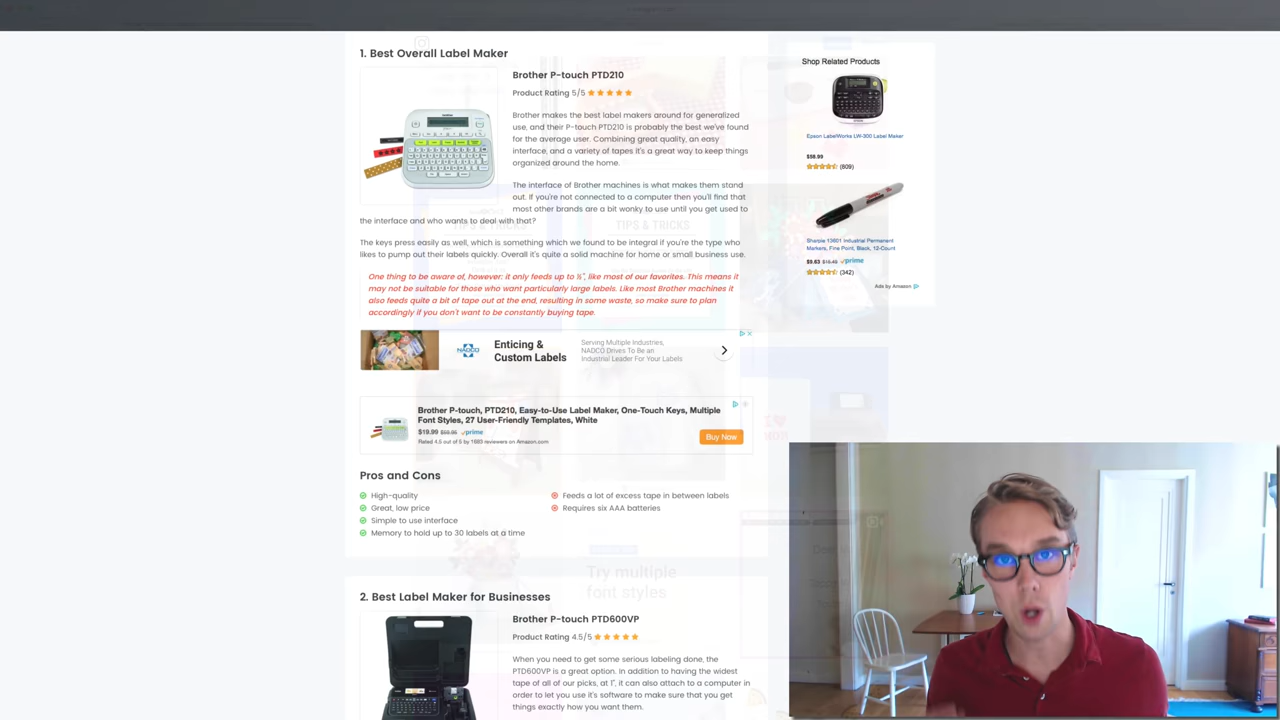 1. Best Overall Label Maker
Brother P-touch PTD210
Product Rating 5/5
Brother makes the best label makers around for generalized
use, and their P-touch PTD210 is probably the best we've found
for the average user. Combining great quality, an easy
interface, and a variety of tapes it's a great way to keep things
organized around the home.
The interface of Brother machines is what makes them stand
out. If you're not connected to a computer then you'll find that
most other brands are a bit wonky to use until you get used to
the interface and who wants to deal with that?
The keys press easily as well, which is something which we found to be integral if you're the type who
likes to pump out their labels quickly. Overall it's quite a solid machine for home or small business use.
One thing to be aware of, however: it only feeds up to ½", like most of our favorites. This means it
may not be suitable for those who want particularly large labels. Like most Brother machines it
also feeds quite a bit of tape out at the end, resulting in some waste, so make sure to plan
accordingly if you don't want to be constantly buying tape.
NADCO
Enticing &
Custom Labels
Serving Multiple Industries,
NADCO Drives To Be an
Industrial Leader For Your Labels
Brother P-touch, PTD210, Easy-to-Use Label Maker, One-Touch Keys, Multiple
Font Styles, 27 User-Friendly Templates, White
$19.99 $39.95 prime
Rated 4.5 out of 5 by 1693 reviewers on Amazon.com
Buy Now
Pros and Cons
High-quality
Great, low price
Simple to use interface
Memory to hold up to 30 labels at a time
Feeds a lot of excess tape in between labels
Requires six AAA batteries
2. Best Label Maker for Businesses
Brother P-touch PTD600VP
Product Rating 4.5/5
When you need to get some serious labeling done, the
PTD600VP is a great option. In addition to having the widest
tape of all of our picks, at 1", it can also attach to a computer in
order to let you use it's software to make sure that you get
things exactly how you want them.
Shop Related Products
Epson LabelWorks LW-300 Label Maker
$58.99
(609)
Sharpie 13601 Industrial Permanent
Markers, Fine Point, Black, 12-Count
$9.63 $19.49 prime
(342)
Ads by Amazon
TIPS & TRICKS
TIPS & TRICKS
Try multiple
font styles